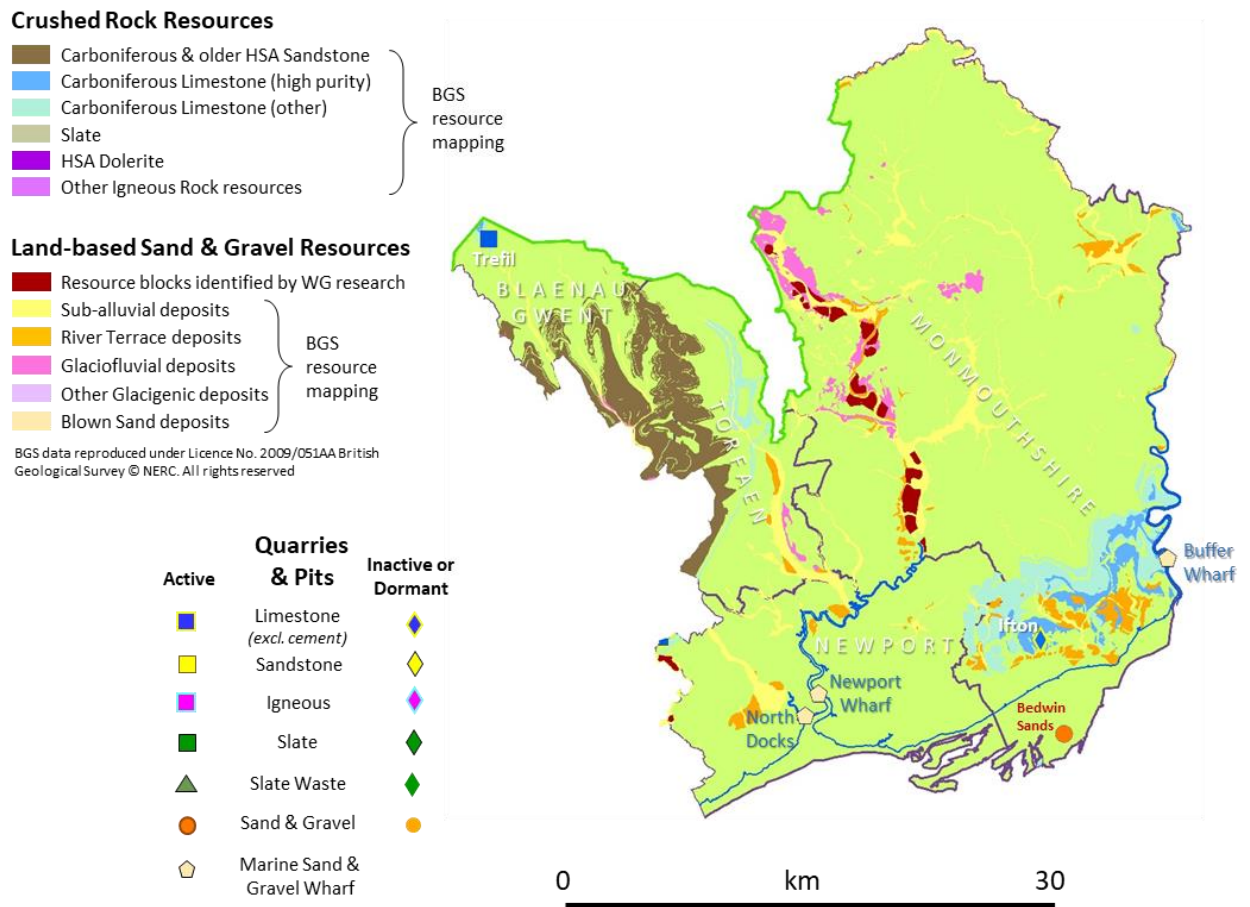 Crushed Rock Resources
Carboniferous & older HSA Sandstone
Carboniferous Limestone (high purity)
Carboniferous Limestone (other)
Slate
HSA Dolerite
Other Igneous Rock resources
BGS
resource
mapping
Land-based Sand & Gravel Resources
Resource blocks identified by WG research
Sub-alluvial deposits
River Terrace deposits
Glaciofluvial deposits
Other Glacigenic deposits
Blown Sand deposits
BGS
resource
mapping
BGS data reproduced under Licence No. 2009/051AA British
Geological Survey © NERC. All rights reserved
Active
Quarries
& Pits
Inactive or
Dormant
Limestone
(excl. cement)
Sandstone
Igneous
Slate
Slate Waste
Sand & Gravel
Marine Sand &
Gravel Wharf
Trefil
BLAENAU
GWENT
TORFAEN
MONMOUTHSHIRE
NEWPORT
Ifton
Buffer
Wharf
Newport
Wharf
North
Docks
Bedwin
Sands
0 km 30